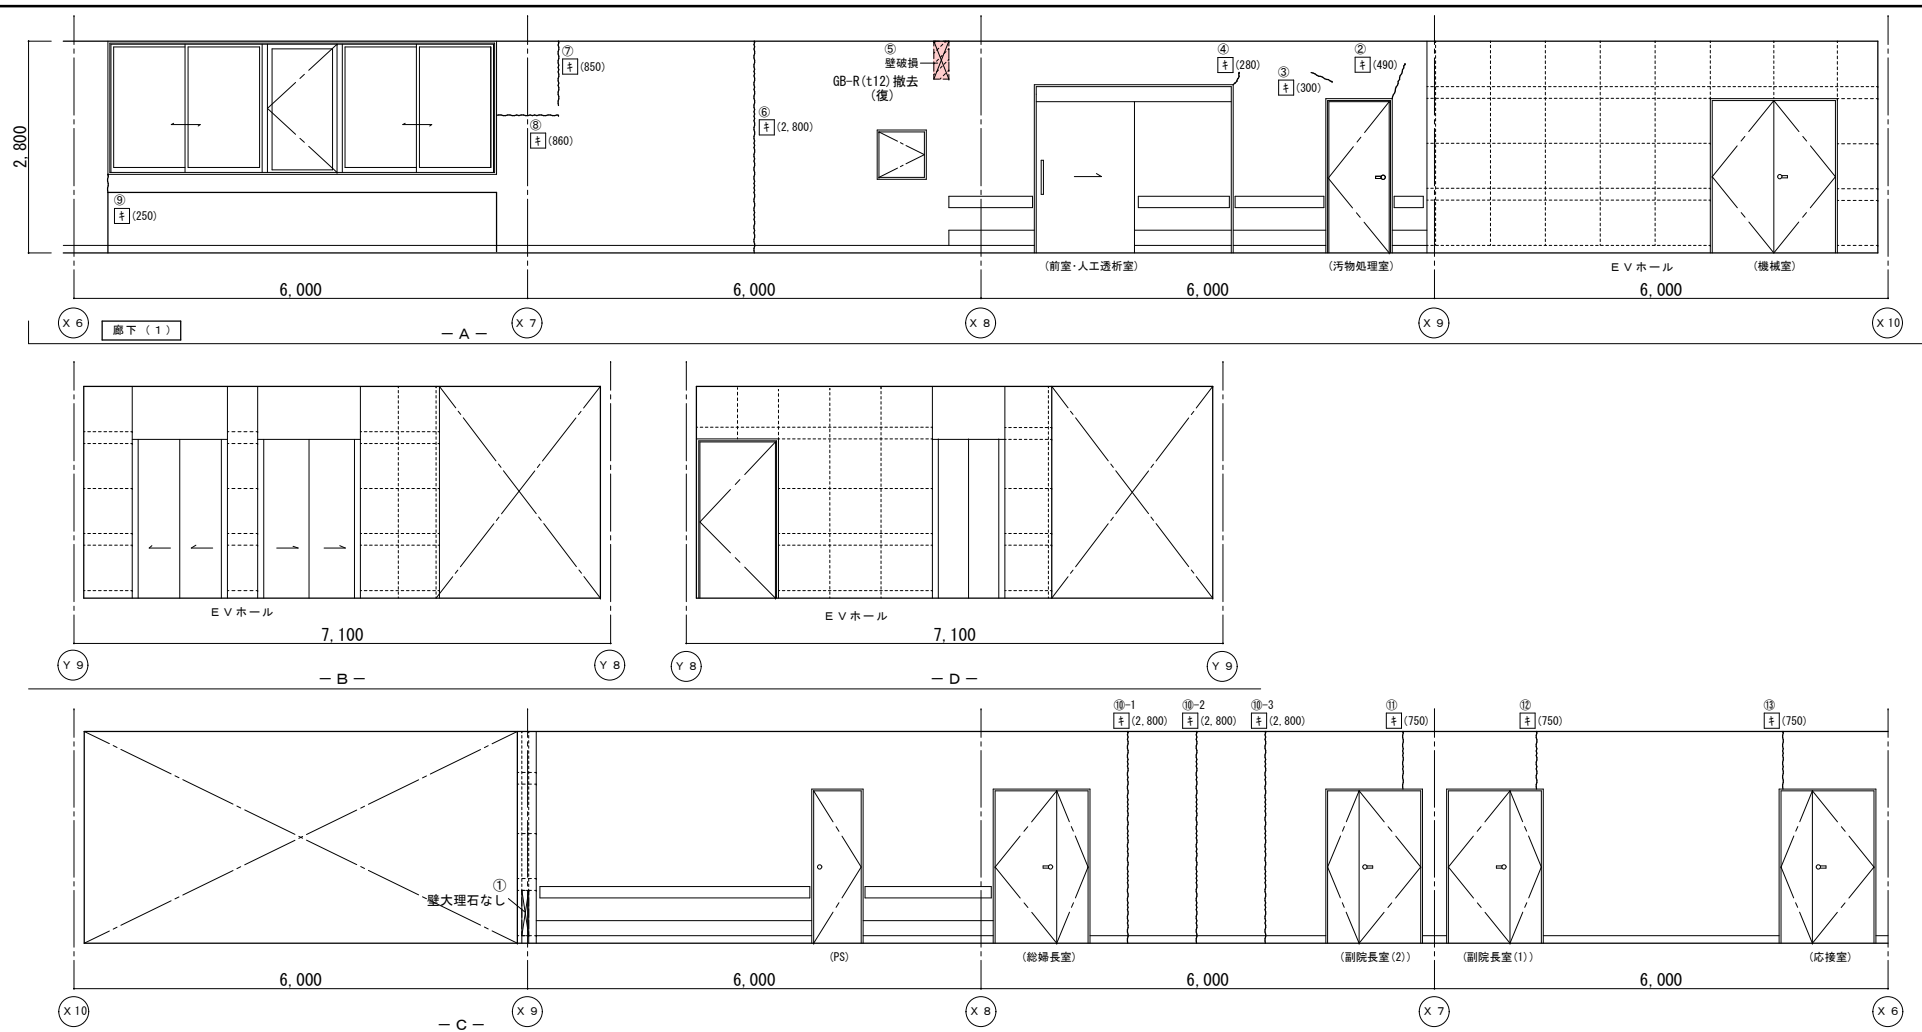 ⑦
キ (850)
⑤
壁破損
GB-R(t12)撤去
(復)
④
キ (280)
③
キ (300)
②
キ (490)
⑥
キ (2,800)
⑧
キ (860)
⑨
キ (250)
2,800
(前室・人工透析室)
(汚物処理室)
EVホール
(機械室)
6,000
6,000
6,000
6,000
X6
廊下(1)
-A-
X7
X8
X9
X10
EVホール
7,100
Y9
Y8
-B-
EVホール
7,100
Y8
Y9
-D-
⑩-1
キ (2,800)
⑩-2
キ (2,800)
⑩-3
キ (2,800)
⑪
キ (750)
⑫
キ (750)
⑬
キ (750)
①
壁大理石なし
(PS)
(総婦長室)
(副院長室(2))
(副院長室(1))
(応接室)
6,000
6,000
6,000
6,000
X10
X9
X8
X7
X6
-C-